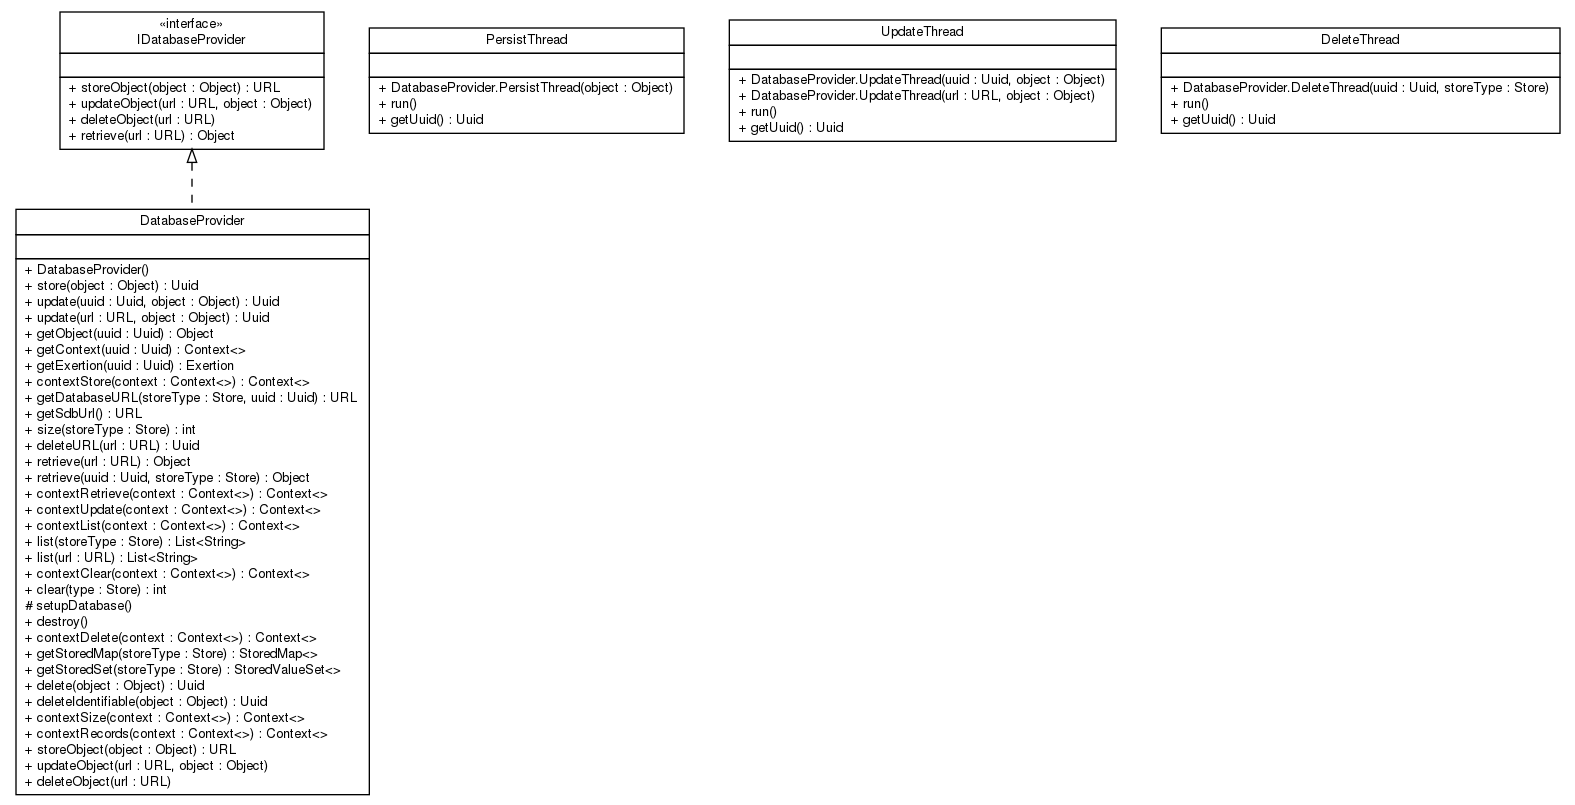 «interface»
IDatabaseProvider
+ storeObject(object : Object) : URL
+ updateObject(url : URL, object : Object)
+ deleteObject(url : URL)
+ retrieve(url : URL) : Object
PersistThread
+ DatabaseProvider.PersistThread(object : Object)
+ run()
+ getUuid() : Uuid
UpdateThread
+ DatabaseProvider.UpdateThread(uuid : Uuid, object : Object)
+ DatabaseProvider.UpdateThread(url : URL, object : Object)
+ run()
+ getUuid() : Uuid
DeleteThread
+ DatabaseProvider.DeleteThread(uuid : Uuid, storeType : Store)
+ run()
+ getUuid() : Uuid
DatabaseProvider
+ DatabaseProvider()
+ store(object : Object) : Uuid
+ update(uuid : Uuid, object : Object) : Uuid
+ update(url : URL, object : Object) : Uuid
+ getObject(uuid : Uuid) : Object
+ getContext(uuid : Uuid) : Context<>
+ getExertion(uuid : Uuid) : Exertion
+ contextStore(context : Context<>) : Context<>
+ getDatabaseURL(storeType : Store, uuid : Uuid) : URL
+ getSdbUrl() : URL
+ size(storeType : Store) : int
+ deleteURL(url : URL) : Uuid
+ retrieve(url : URL) : Object
+ retrieve(uuid : Uuid, storeType : Store) : Object
+ contextRetrieve(context : Context<>) : Context<>
+ contextUpdate(context : Context<>) : Context<>
+ contextList(context : Context<>) : Context<>
+ list(storeType : Store) : List<String>
+ list(url : URL) : List<String>
+ contextClear(context : Context<>) : Context<>
+ clear(type : Store) : int
# setupDatabase()
+ destroy()
+ contextDelete(context : Context<>) : Context<>
+ getStoredMap(storeType : Store) : StoredMap<>
+ getStoredSet(storeType : Store) : StoredValueSet<>
+ delete(object : Object) : Uuid
+ deleteIdentifiable(object : Object) : Uuid
+ contextSize(context : Context<>) : Context<>
+ contextRecords(context : Context<>) : Context<>
+ storeObject(object : Object) : URL
+ updateObject(url : URL, object : Object)
+ deleteObject(url : URL)